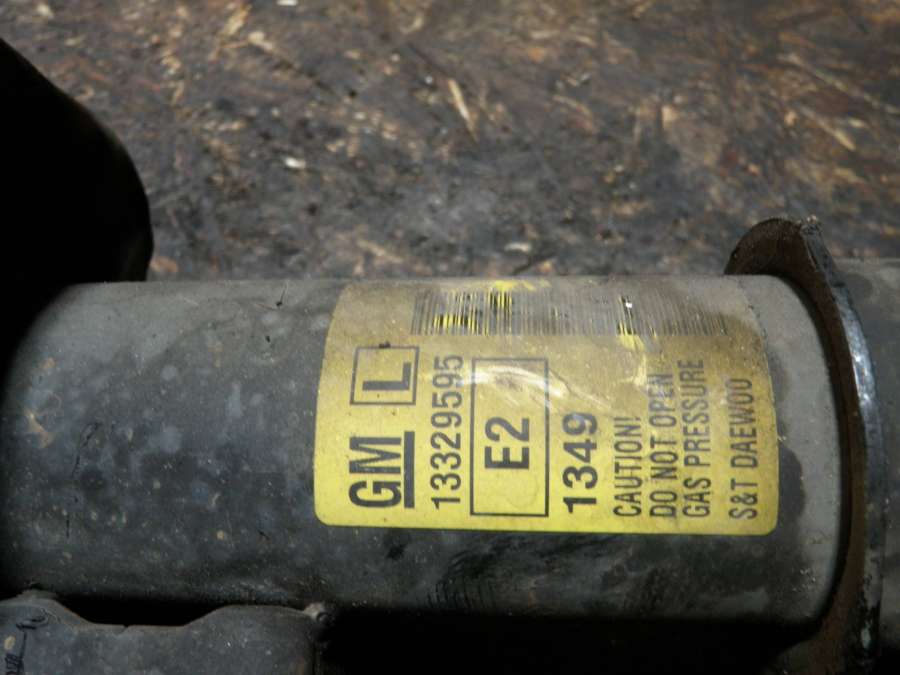 GM L
13329595
E2
1349
CAUTION!
DO NOT OPEN
GAS PRESSURE
S&T DAEWOO